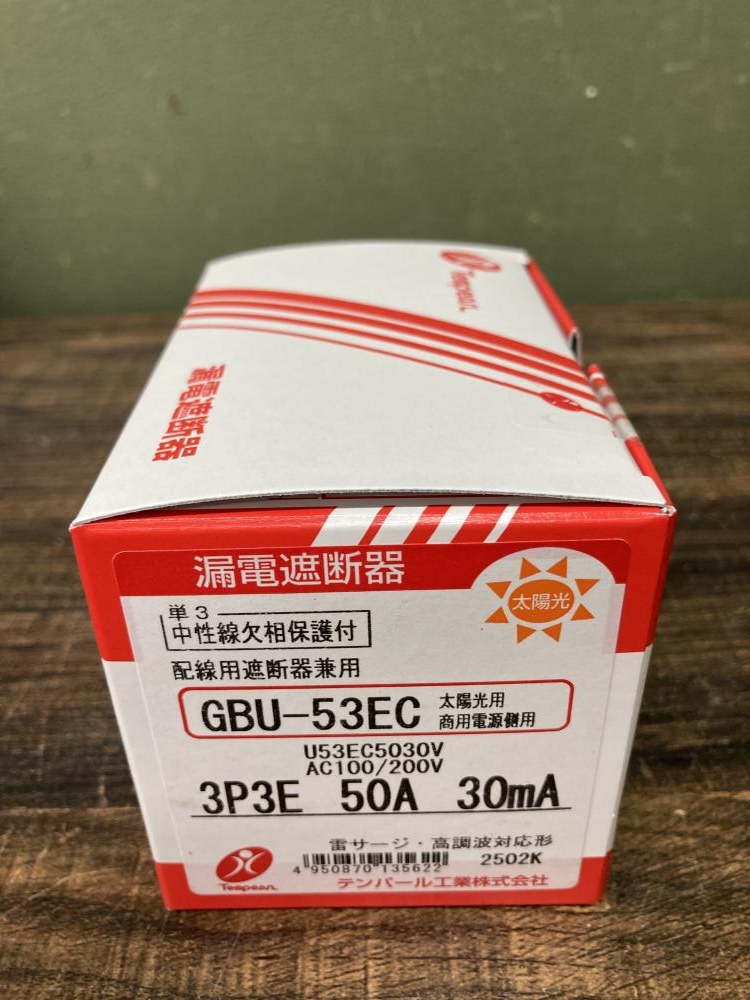 Tempearl
漏電遮断器
漏電遮断器
太陽光
単3
中性線欠相保護付
配線用遮断器兼用
GBU-53EC 太陽光用 商用電源側用
U53EC5030V
AC100/200V
3P3E 50A 30mA
雷サージ・高調波対応形
2502K
4950870135622
Tempearl
テンパール工業株式会社